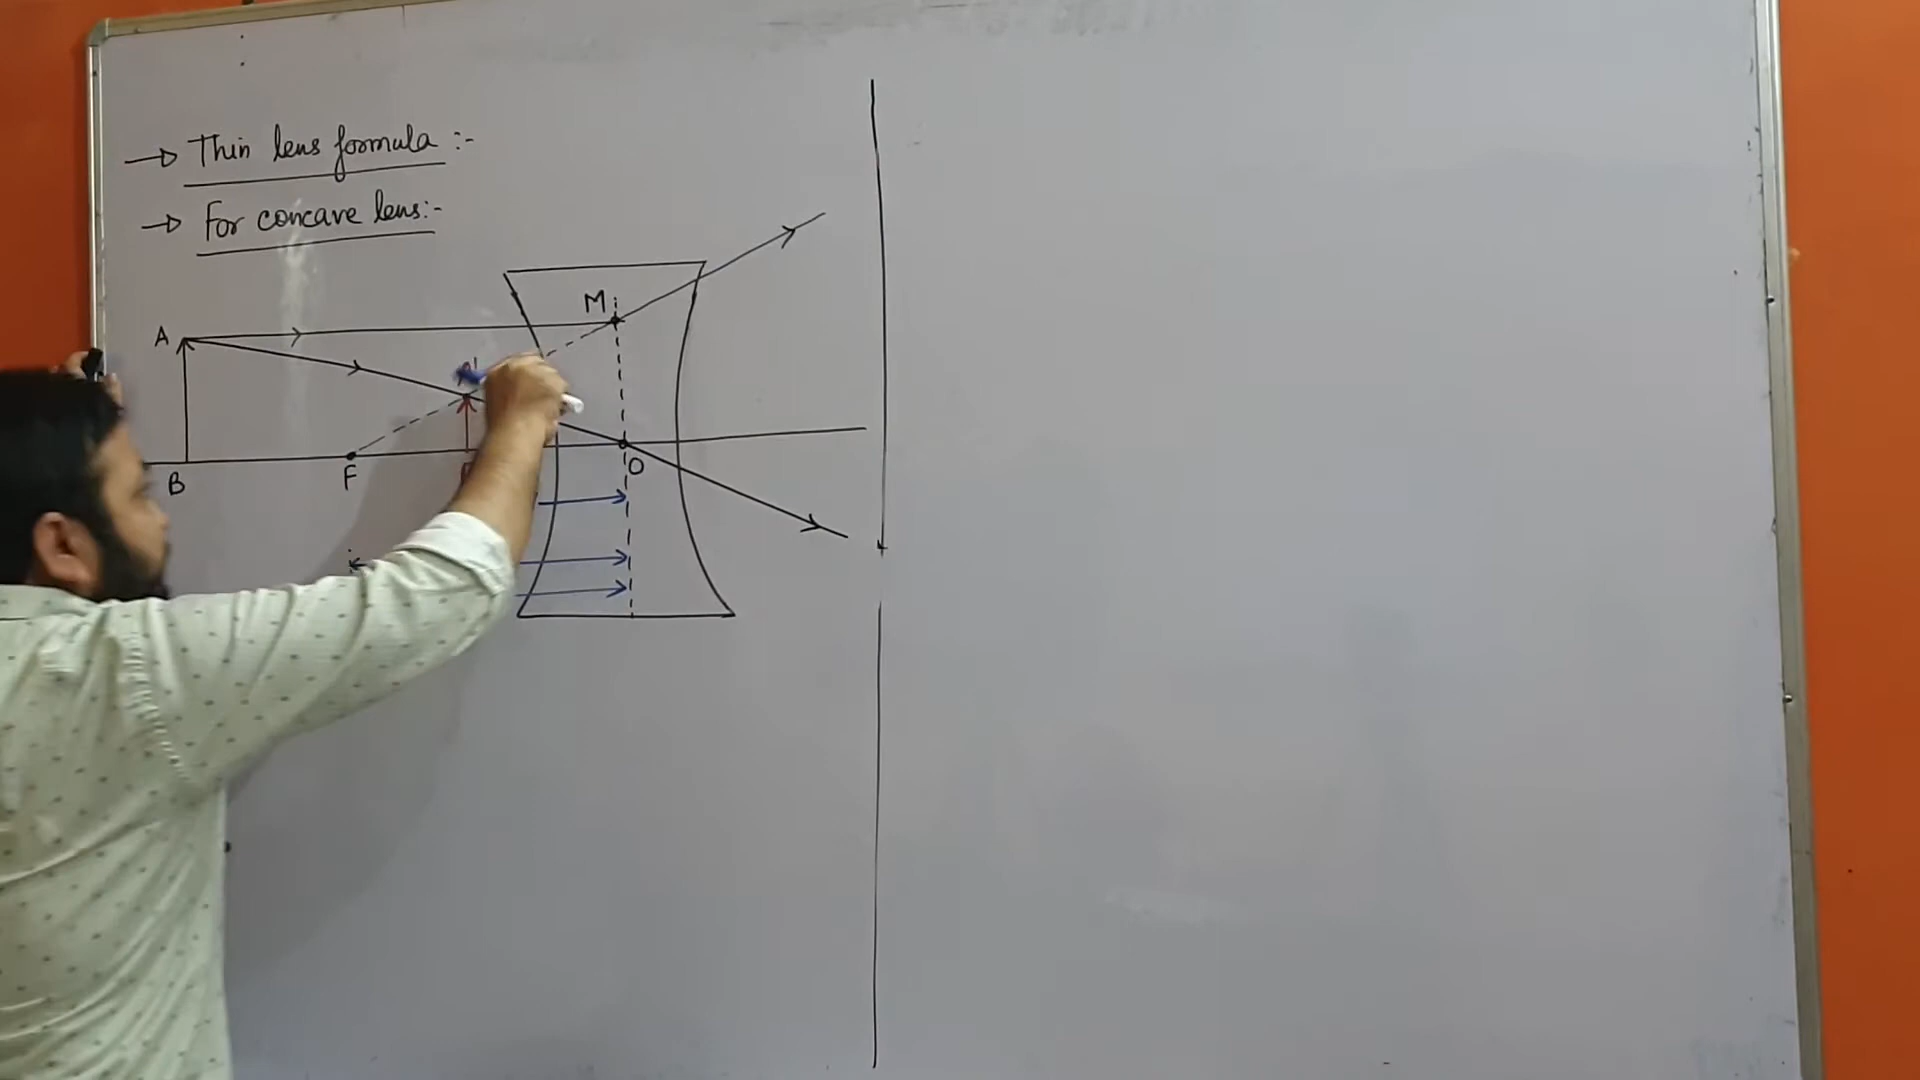 → Thin lens formula :-
→ For concave lens:-
M
A
B
F
O